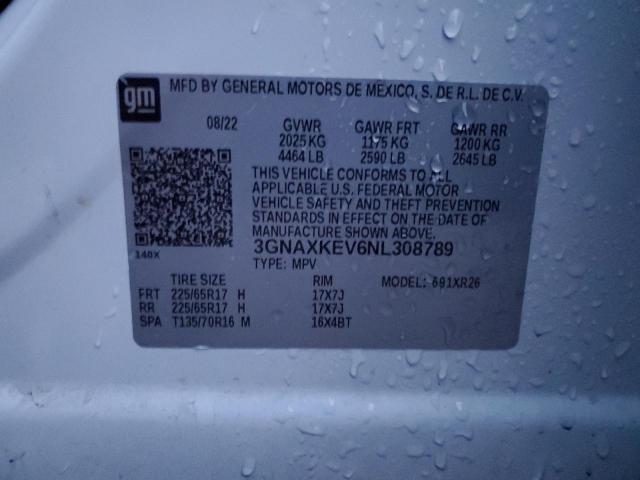 gm
MFD BY GENERAL MOTORS DE MEXICO, S. DE R.L. DE C.V.
08/22 GVWR GAWR FRT GAWR RR
2025 KG 1175 KG 1200 KG
4464 LB 2590 LB 2645 LB
THIS VEHICLE CONFORMS TO ALL
APPLICABLE U.S. FEDERAL MOTOR
VEHICLE SAFETY AND THEFT PREVENTION
STANDARDS IN EFFECT ON THE DATE OF
MANUFACTURE SHOWN ABOVE.
3GNAXKEV6NL308789
140X
TYPE: MPV
TIRE SIZE RIM MODEL: 691XR26
FRT 225/65R17 H 17X7J
RR 225/65R17 H 17X7J
SPA T135/70R16 M 16X4BT